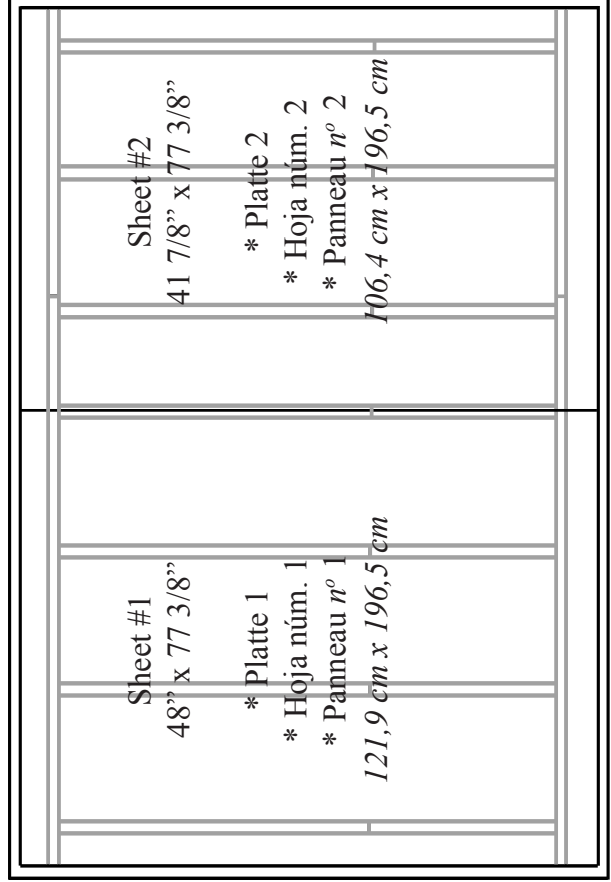 Sheet #1
48” x 77 3/8”
* Platte 1
* Hoja núm. 1
* Panneau nº 1
121,9 cm x 196,5 cm
Sheet #2
41 7/8” x 77 3/8”
* Platte 2
* Hoja núm. 2
* Panneau nº 2
106,4 cm x 196,5 cm